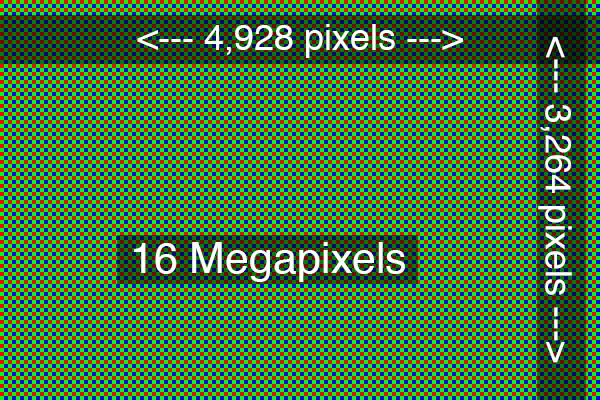 <--- 4,928 pixels --->
<--- 3,264 pixels --->
16 Megapixels